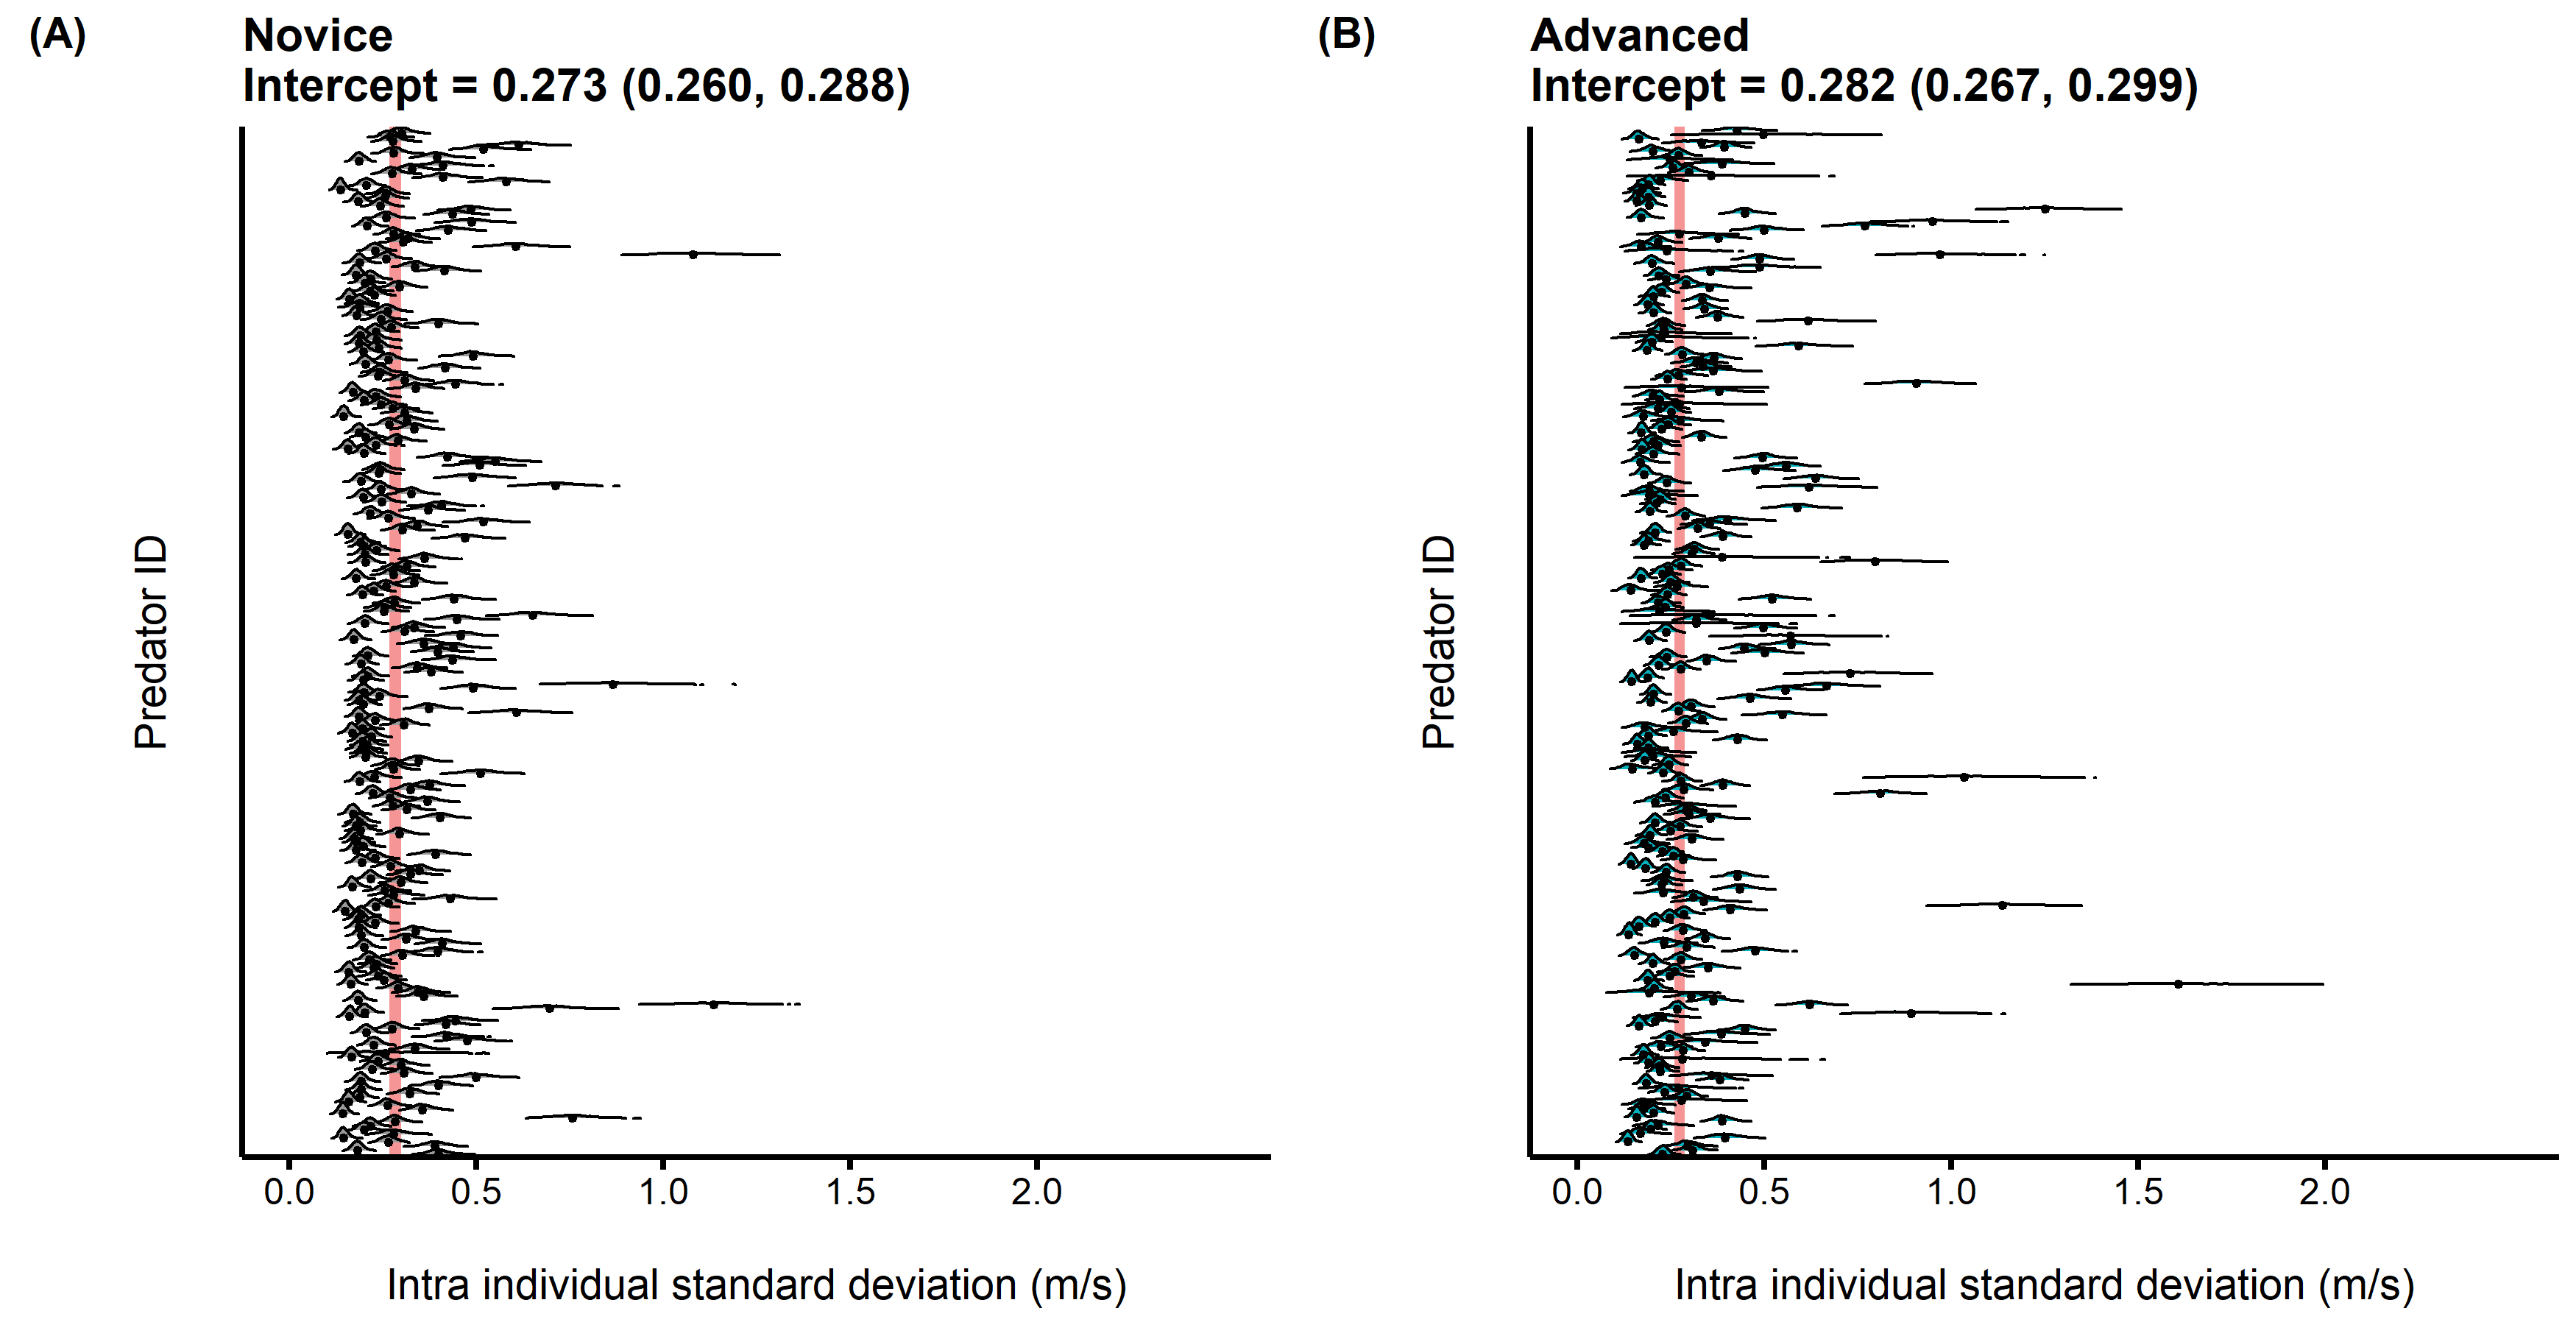 (A)
Novice
Intercept = 0.273 (0.260, 0.288)
Predator ID
0.0 0.5 1.0 1.5 2.0
Intra individual standard deviation (m/s)
(B)
Advanced
Intercept = 0.282 (0.267, 0.299)
Predator ID
0.0 0.5 1.0 1.5 2.0
Intra individual standard deviation (m/s)